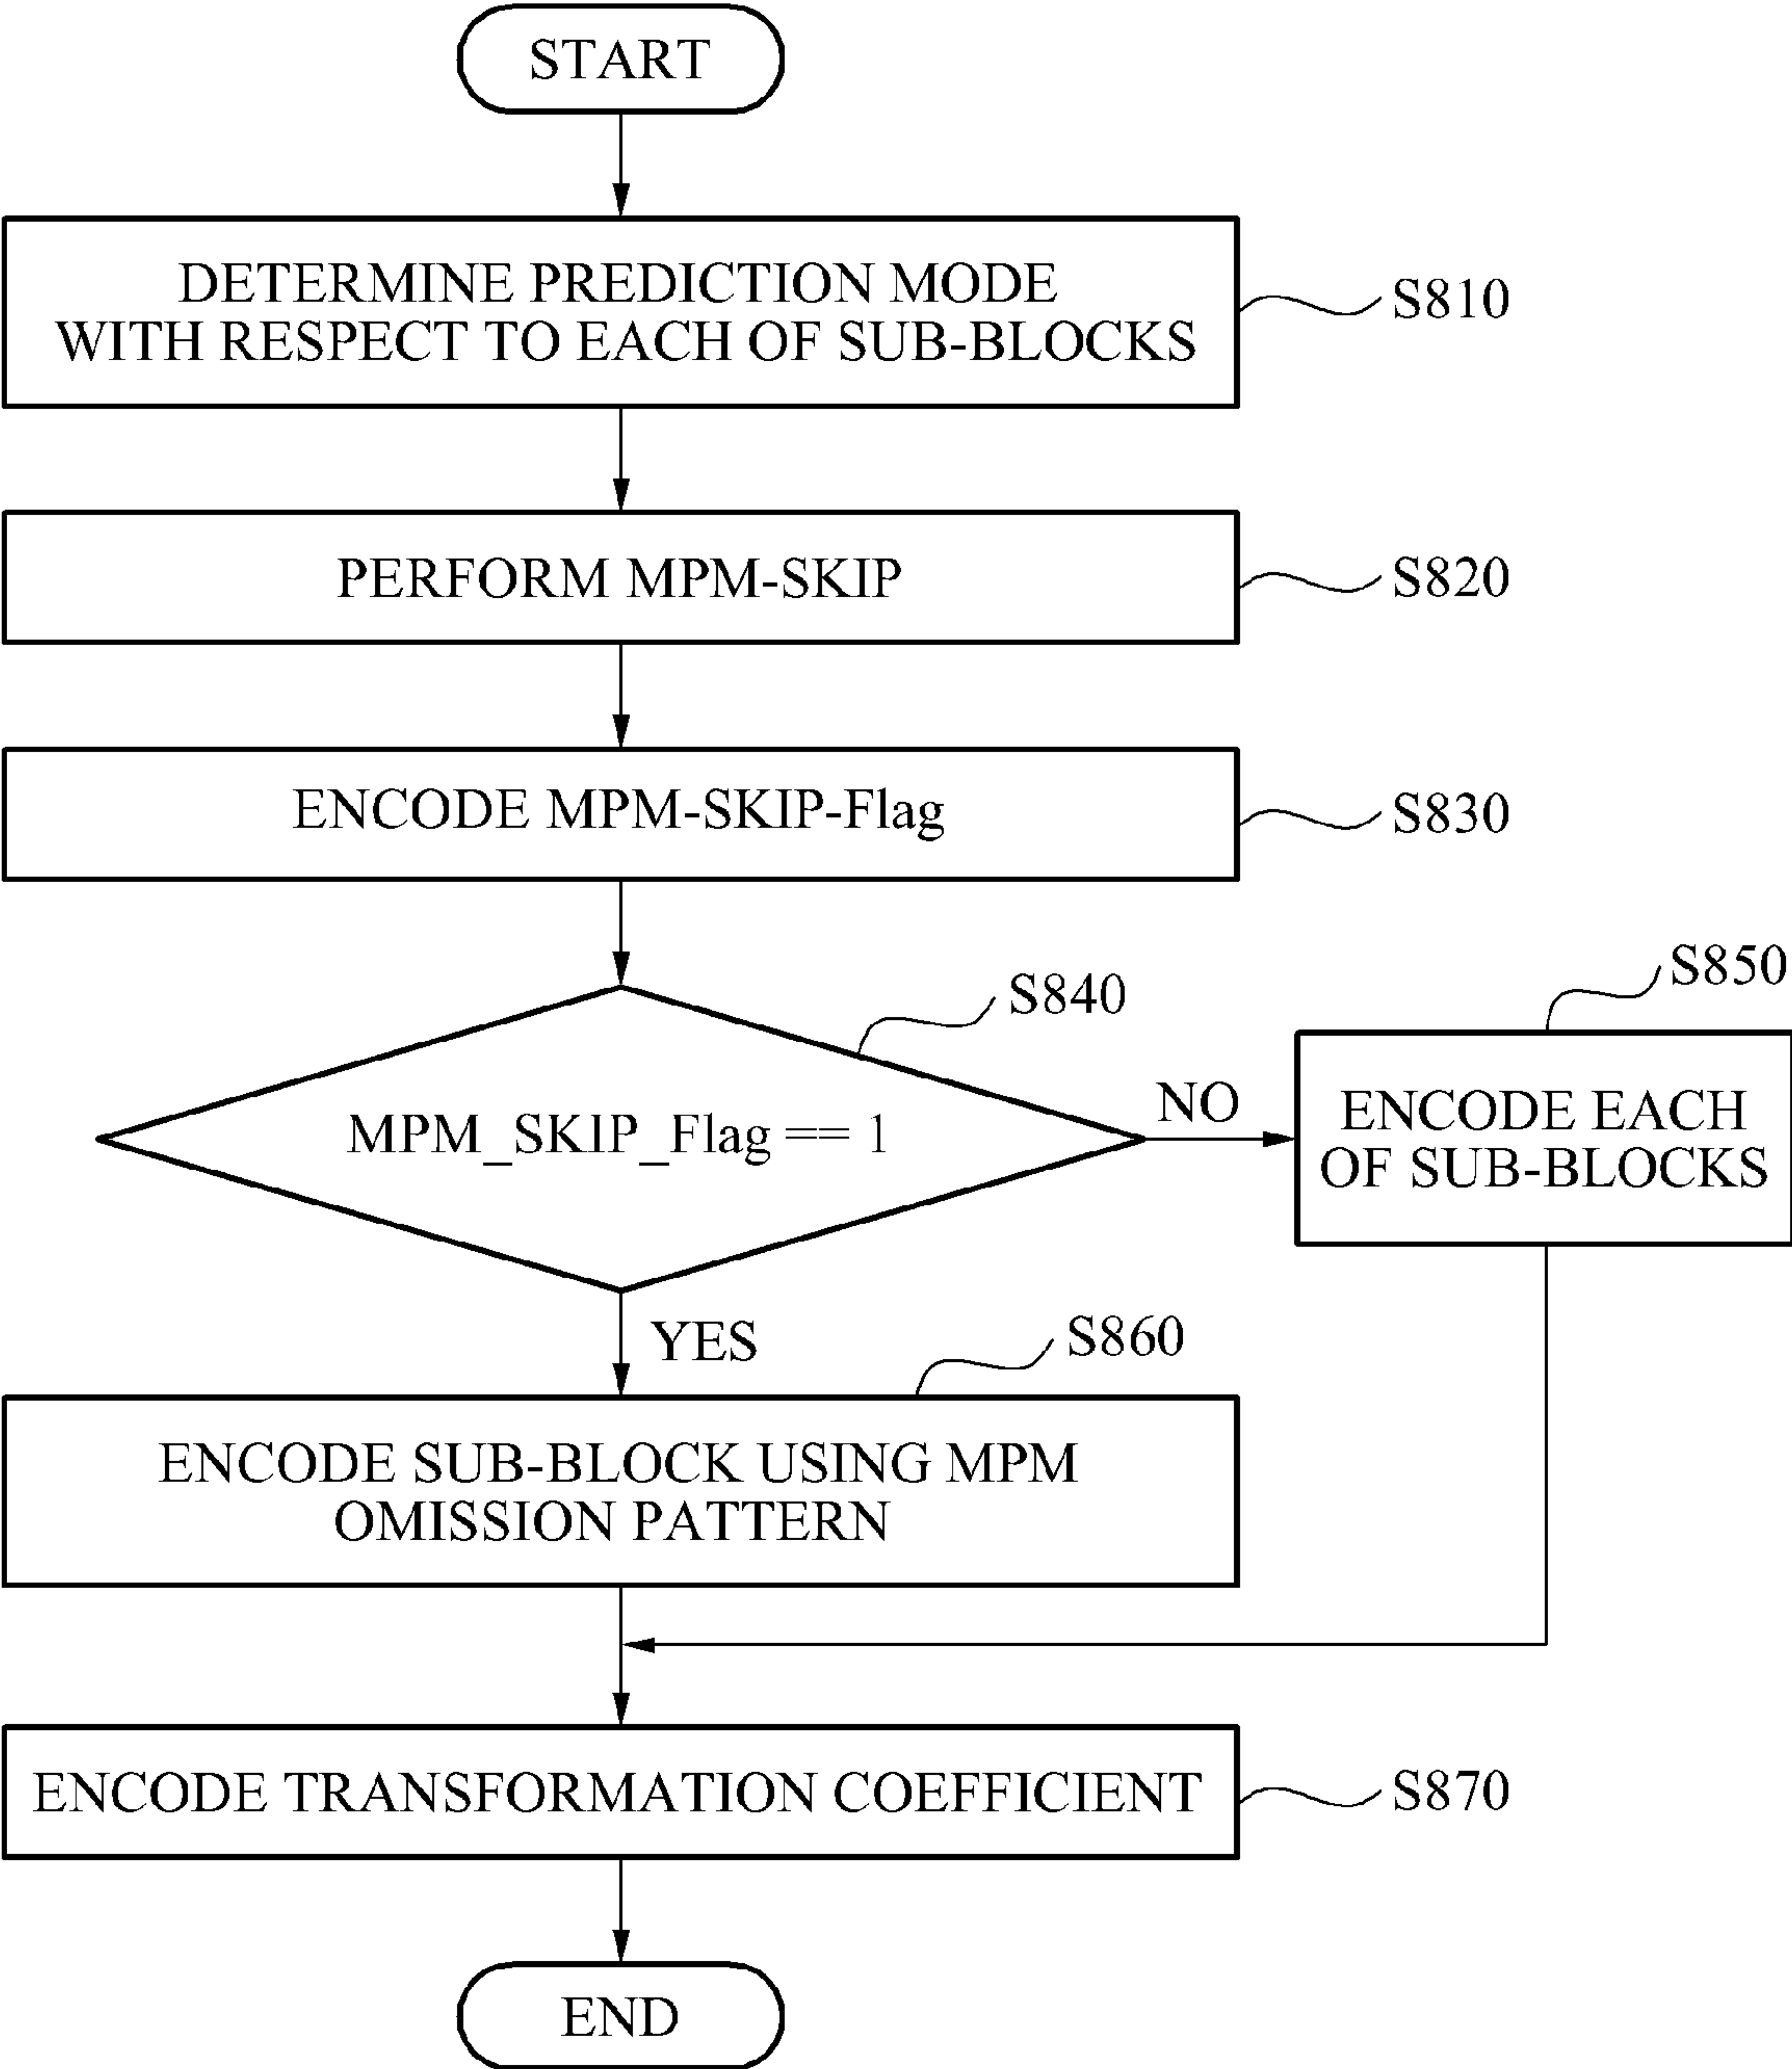 START
DETERMINE PREDICTION MODE
WITH RESPECT TO EACH OF SUB-BLOCKS
S810
PERFORM MPM-SKIP
S820
ENCODE MPM-SKIP-Flag
S830
S840
MPM_SKIP_Flag == 1
NO
S850
ENCODE EACH
OF SUB-BLOCKS
YES
S860
ENCODE SUB-BLOCK USING MPM
OMISSION PATTERN
ENCODE TRANSFORMATION COEFFICIENT
S870
END